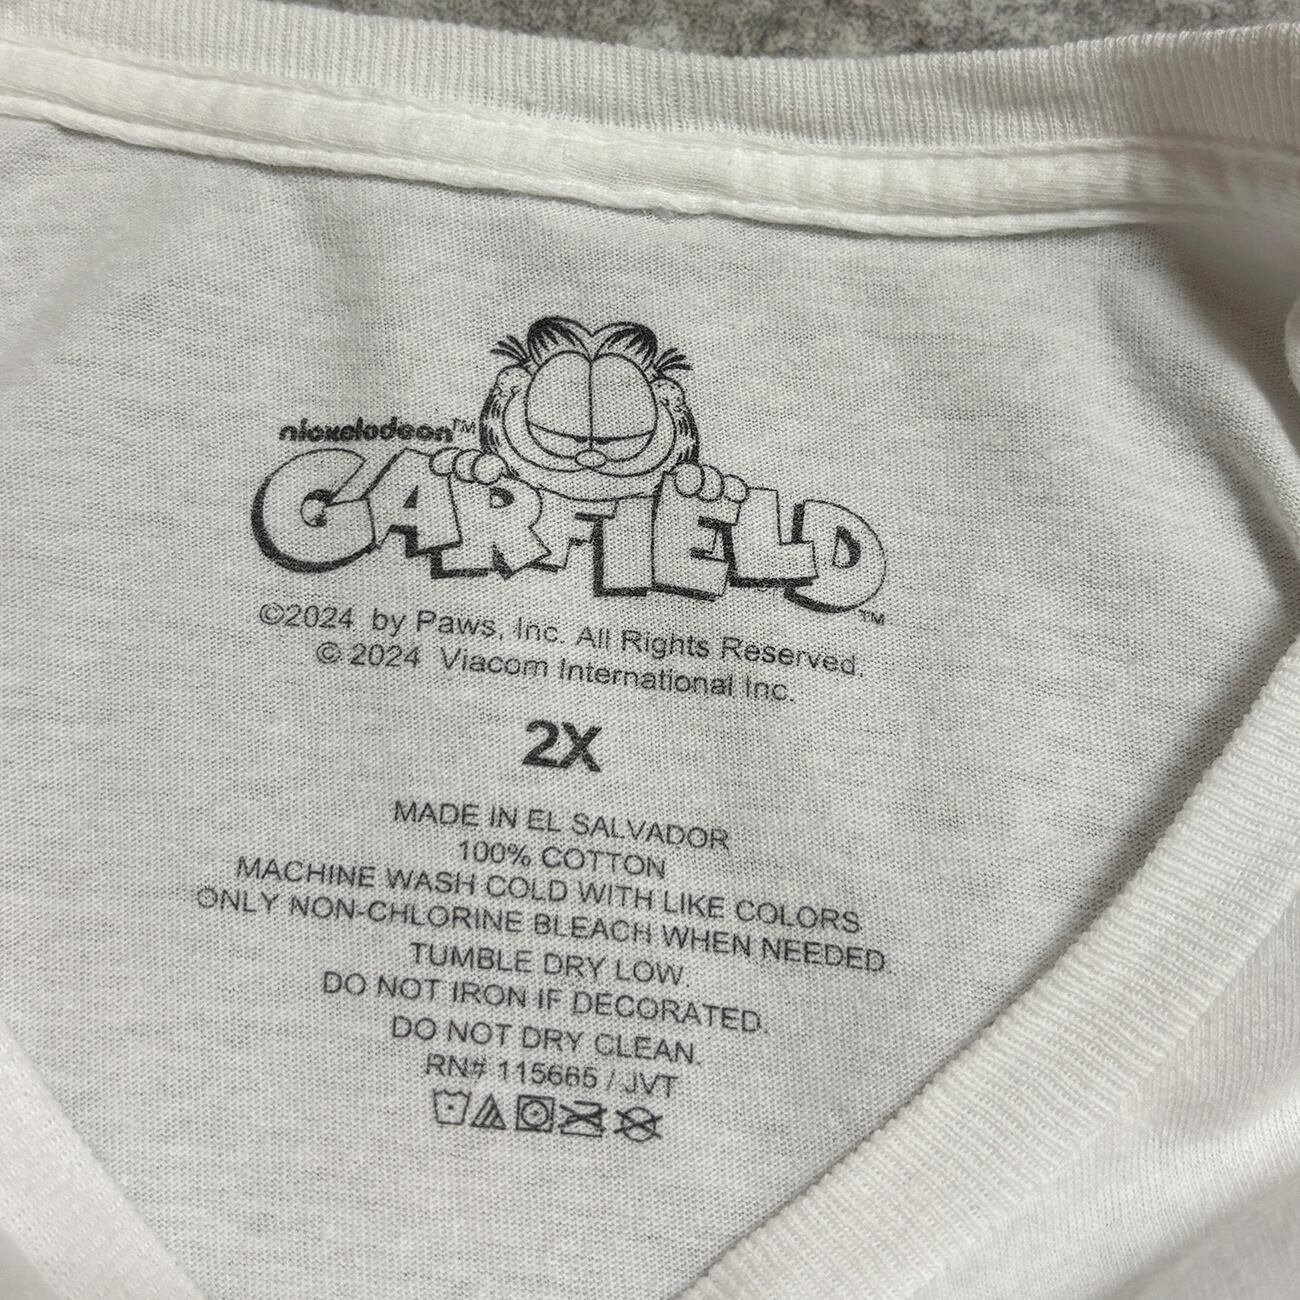 nickelodeon™
GARFIELD™
©2024 by Paws, Inc. All Rights Reserved.
© 2024 Viacom International Inc.
2X
MADE IN EL SALVADOR
100% COTTON
MACHINE WASH COLD WITH LIKE COLORS
ONLY NON-CHLORINE BLEACH WHEN NEEDED.
TUMBLE DRY LOW.
DO NOT IRON IF DECORATED.
DO NOT DRY CLEAN.
RN# 115665 / JVT